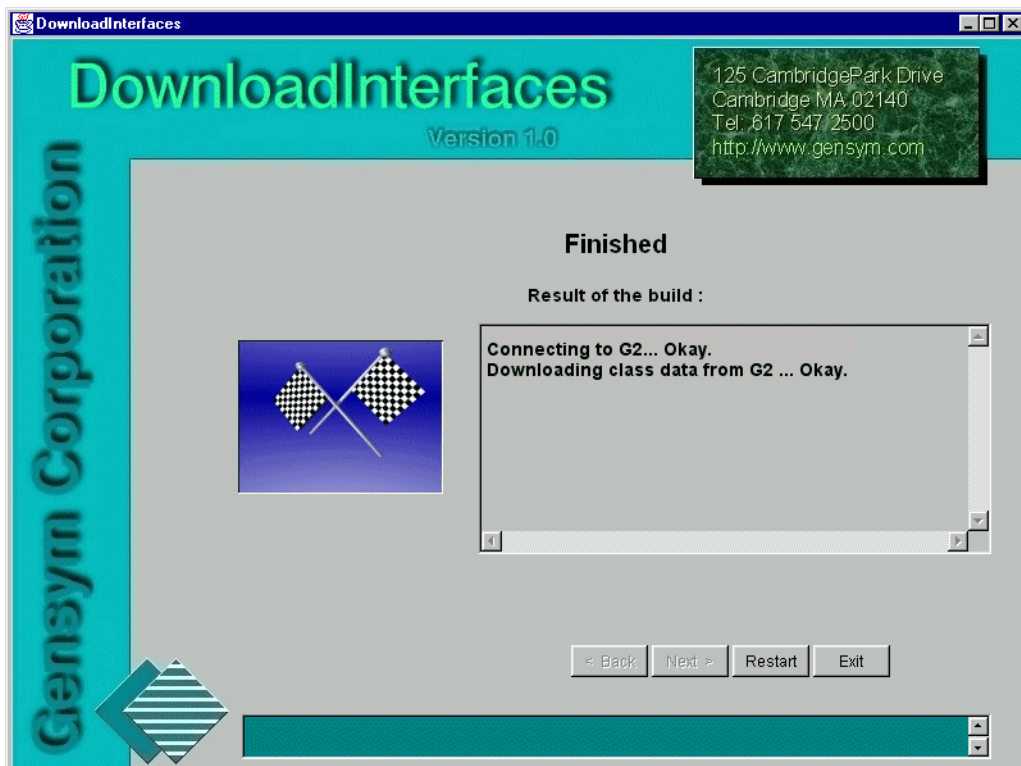 DownloadInterfaces
DownloadInterfaces
Version 1.0
125 CambridgePark Drive
Cambridge MA 02140
Tel: 617 547 2500
http://www.gensym.com
Gensym Corporation
Finished
Result of the build :
Connecting to G2... Okay.
Downloading class data from G2 ... Okay.
< Back
Next >
Restart
Exit